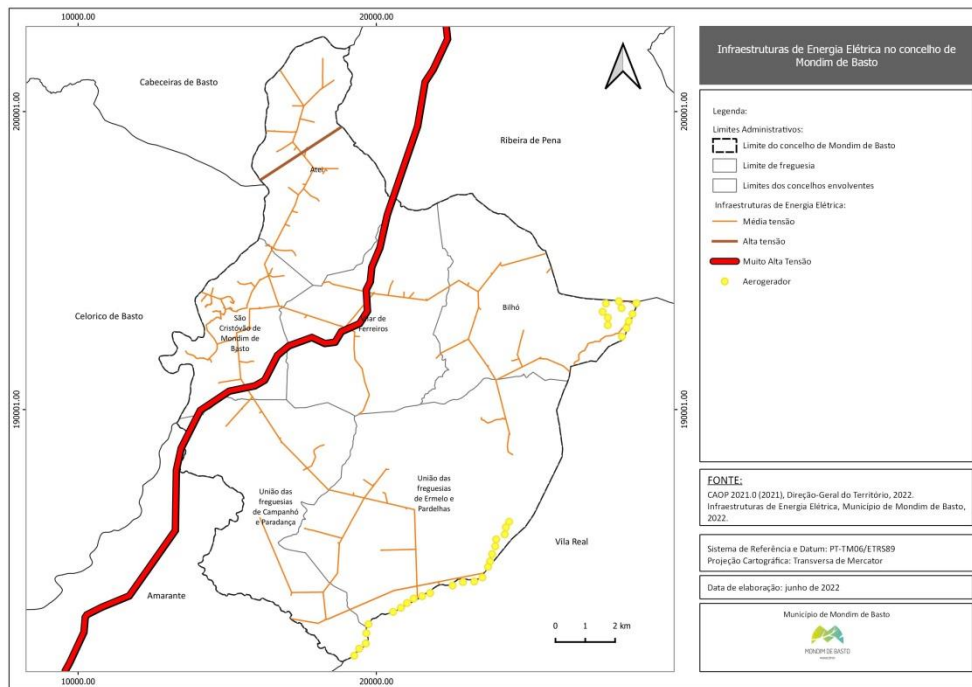 10000.00
20000.00
Infraestruturas de Energia Elétrica no concelho de
Mondim de Basto
Cabeceiras de Basto
200001.00
200001.00
Ribeira de Pena
Atei
Legenda:
Limites Administrativos:
Limite do concelho de Mondim de Basto
Limite de freguesia
Limites dos concelhos envolventes
Infraestruturas de Energia Elétrica:
Média tensão
Alta tensão
Muito Alta Tensão
Aerogerador
Celorico de Basto
São
Cristóvão de
Mondim de
Basto
de
Ferreiros
Bilhó
190001.00
190001.00
União das
freguesias
de Campanhó
e Paradança
União das
freguesias
de Ermelo e
Pardelhas
Vila Real
Amarante
0 1 2 km
10000.00
20000.00
FONTE:
CAOP 2021.0 (2021), Direção-Geral do Território, 2022.
Infraestruturas de Energia Elétrica, Município de Mondim de Basto,
2022.
Sistema de Referência e Datum: PT-TM06/ETRS89
Projeção Cartográfica: Transversa de Mercator
Data de elaboração: junho de 2022
Município de Mondim de Basto
MONDIM DE BASTO